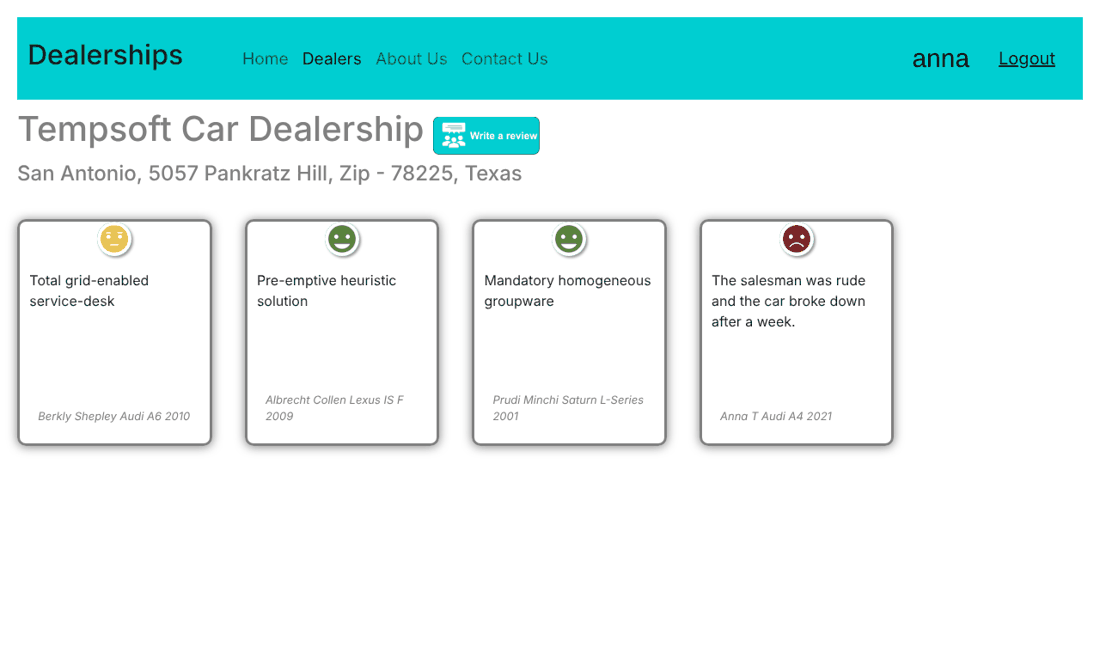 Dealerships
Home Dealers About Us Contact Us
anna Logout
Tempsoft Car Dealership
Write a review
San Antonio, 5057 Pankratz Hill, Zip - 78225, Texas
Total grid-enabled
service-desk
Berkly Shepley Audi A6 2010
Pre-emptive heuristic
solution
Albrecht Collen Lexus IS F
2009
Mandatory homogeneous
groupware
Prudi Minchi Saturn L-Series
2001
The salesman was rude
and the car broke down
after a week.
Anna T Audi A4 2021